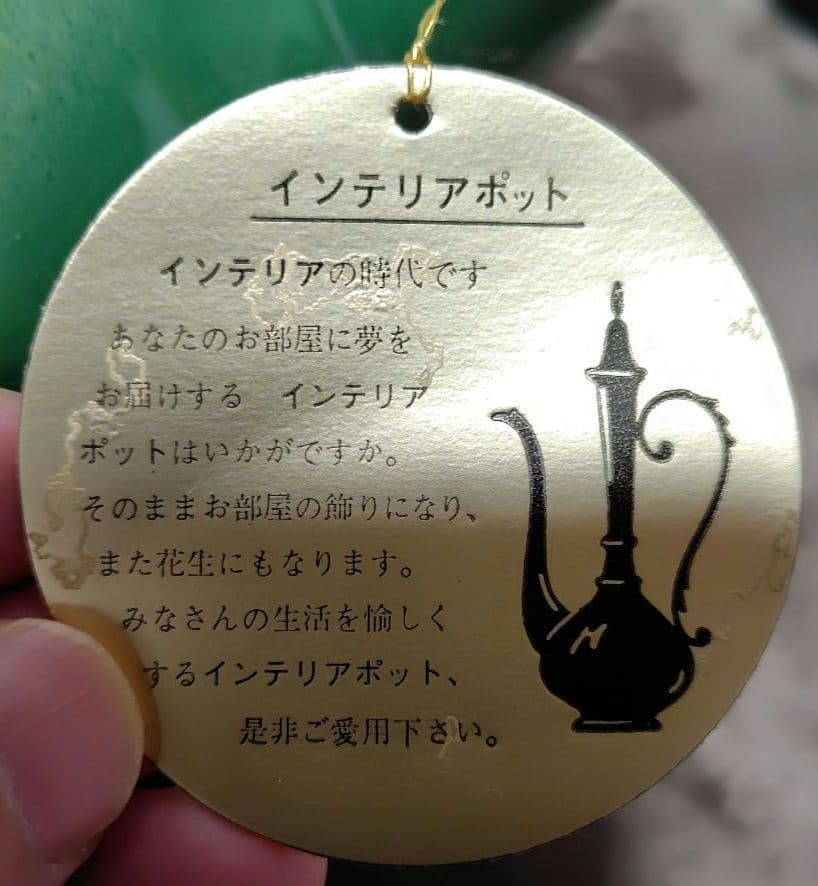 インテリアポット
インテリアの時代です
あなたのお部屋に夢を
お届けする　インテリア
ポットはいかがですか。
そのままお部屋の飾りになり、
また花生にもなります。
みなさんの生活を愉しく
するインテリアポット、
是非ご愛用下さい。